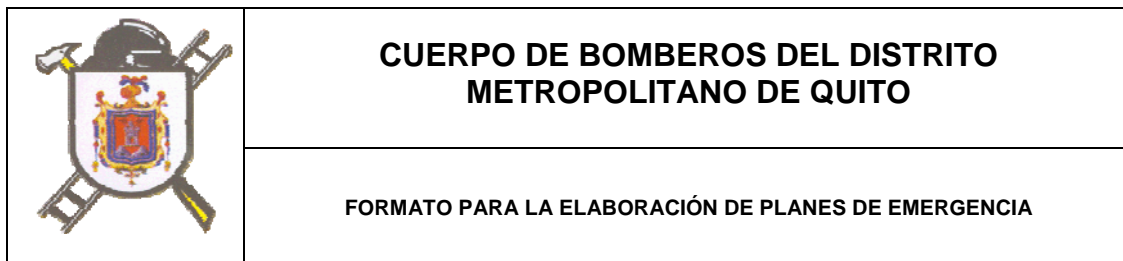 CUERPO DE BOMBEROS DEL DISTRITO
METROPOLITANO DE QUITO
FORMATO PARA LA ELABORACIÓN DE PLANES DE EMERGENCIA